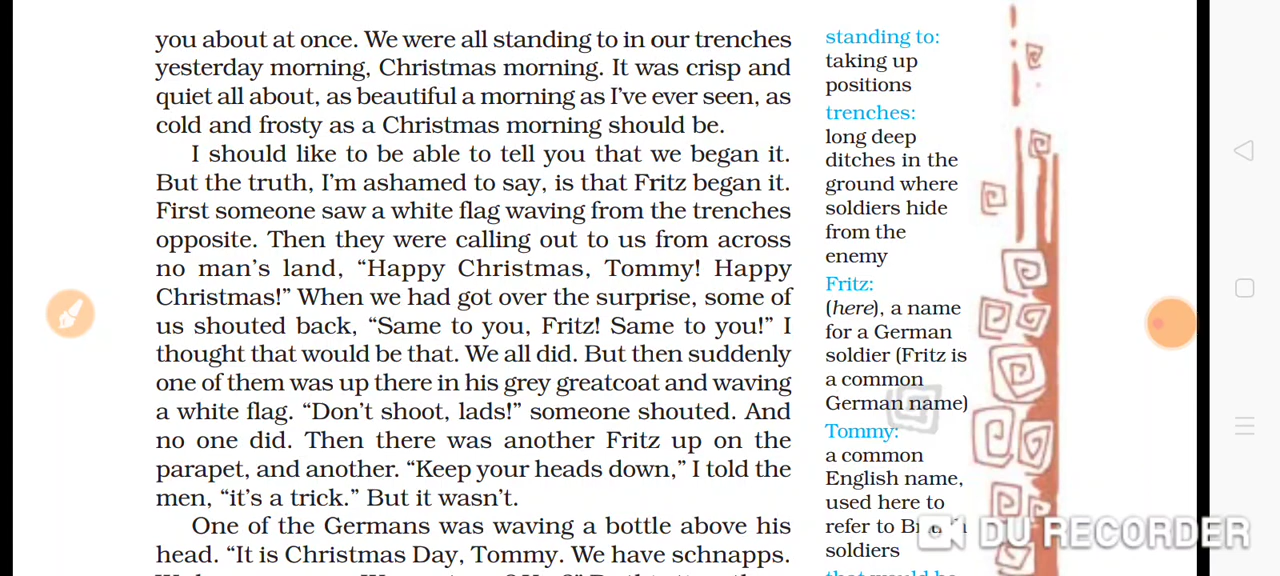 you about at once. We were all standing to in our trenches
yesterday morning, Christmas morning. It was crisp and
quiet all about, as beautiful a morning as I've ever seen, as
cold and frosty as a Christmas morning should be.
I should like to be able to tell you that we began it.
But the truth, I'm ashamed to say, is that Fritz began it.
First someone saw a white flag waving from the trenches
opposite. Then they were calling out to us from across
no man's land, “Happy Christmas, Tommy! Happy
Christmas!” When we had got over the surprise, some of
us shouted back, “Same to you, Fritz! Same to you!” I
thought that would be that. We all did. But then suddenly
one of them was up there in his grey greatcoat and waving
a white flag. “Don't shoot, lads!” someone shouted. And
no one did. Then there was another Fritz up on the
parapet, and another. “Keep your heads down,” I told the
men, “it's a trick.” But it wasn't.
One of the Germans was waving a bottle above his
head. “It is Christmas Day, Tommy. We have schnapps.
standing to:
taking up
positions
trenches:
long deep
ditches in the
ground where
soldiers hide
from the
enemy
Fritz:
(here), a name
for a German
soldier (Fritz is
a common
German name)
Tommy:
a common
English name,
used here to
refer to
soldiers
that would be
DU RECORDER